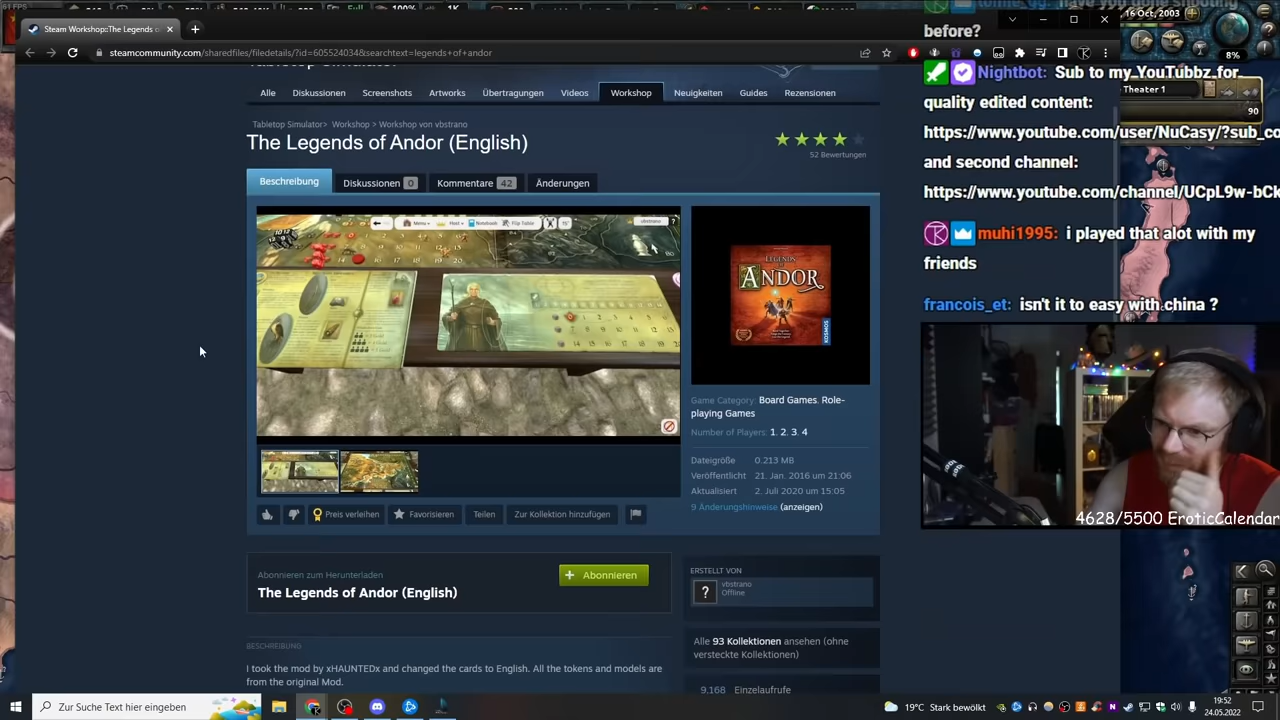 Steam Workshop::The Legends o
steamcommunity.com/sharedfiles/filedetails/?id=605524034&searchtext=legends+of+andor
Alle Diskussionen Screenshots Artworks Übertragungen Videos Workshop Neuigkeiten Guides Rezensionen
Tabletop Simulator> Workshop > Workshop von vbstrano
The Legends of Andor (English)
52 Bewertungen
Beschreibung Diskussionen 0 Kommentare 42 Änderungen
LEGENDS OF
ANDOR
KOSMOS
Game Category: Board Games, Role-
playing Games
Number of Players: 1, 2, 3, 4
Dateigröße 0.213 MB
Veröffentlicht 21. Jan. 2016 um 21:06
Aktualisiert 2. Juli 2020 um 15:05
9 Änderungshinweise (anzeigen)
Preis verleihen Favorisieren Teilen Zur Kollektion hinzufügen
Abonnieren zum Herunterladen
The Legends of Andor (English)
Abonnieren
ERSTELLT VON
vbstrano
Offline
Alle 93 Kollektionen ansehen (ohne
versteckte Kollektionen)
9,168 Einzelaufrufe
BESCHREIBUNG
I took the mod by xHAUNTEDx and changed the cards to English. All the tokens and models are
from the original Mod.
before?
Nightbot: Sub to my YouTubbz for
quality edited content:
https://www.youtube.com/user/NuCasy/?sub_co
and second channel:
https://www.youtube.com/channel/UCpL9w-bCk
muhi1995: i played that alot with my
friends
francois_et: isn't it to easy with china ?
4628/5500 EroticCalendar
16 Oct, 2003
8%
Theater 1
90
Zur Suche Text hier eingeben
19°C Stark bewölkt
19:52
24.05.2022